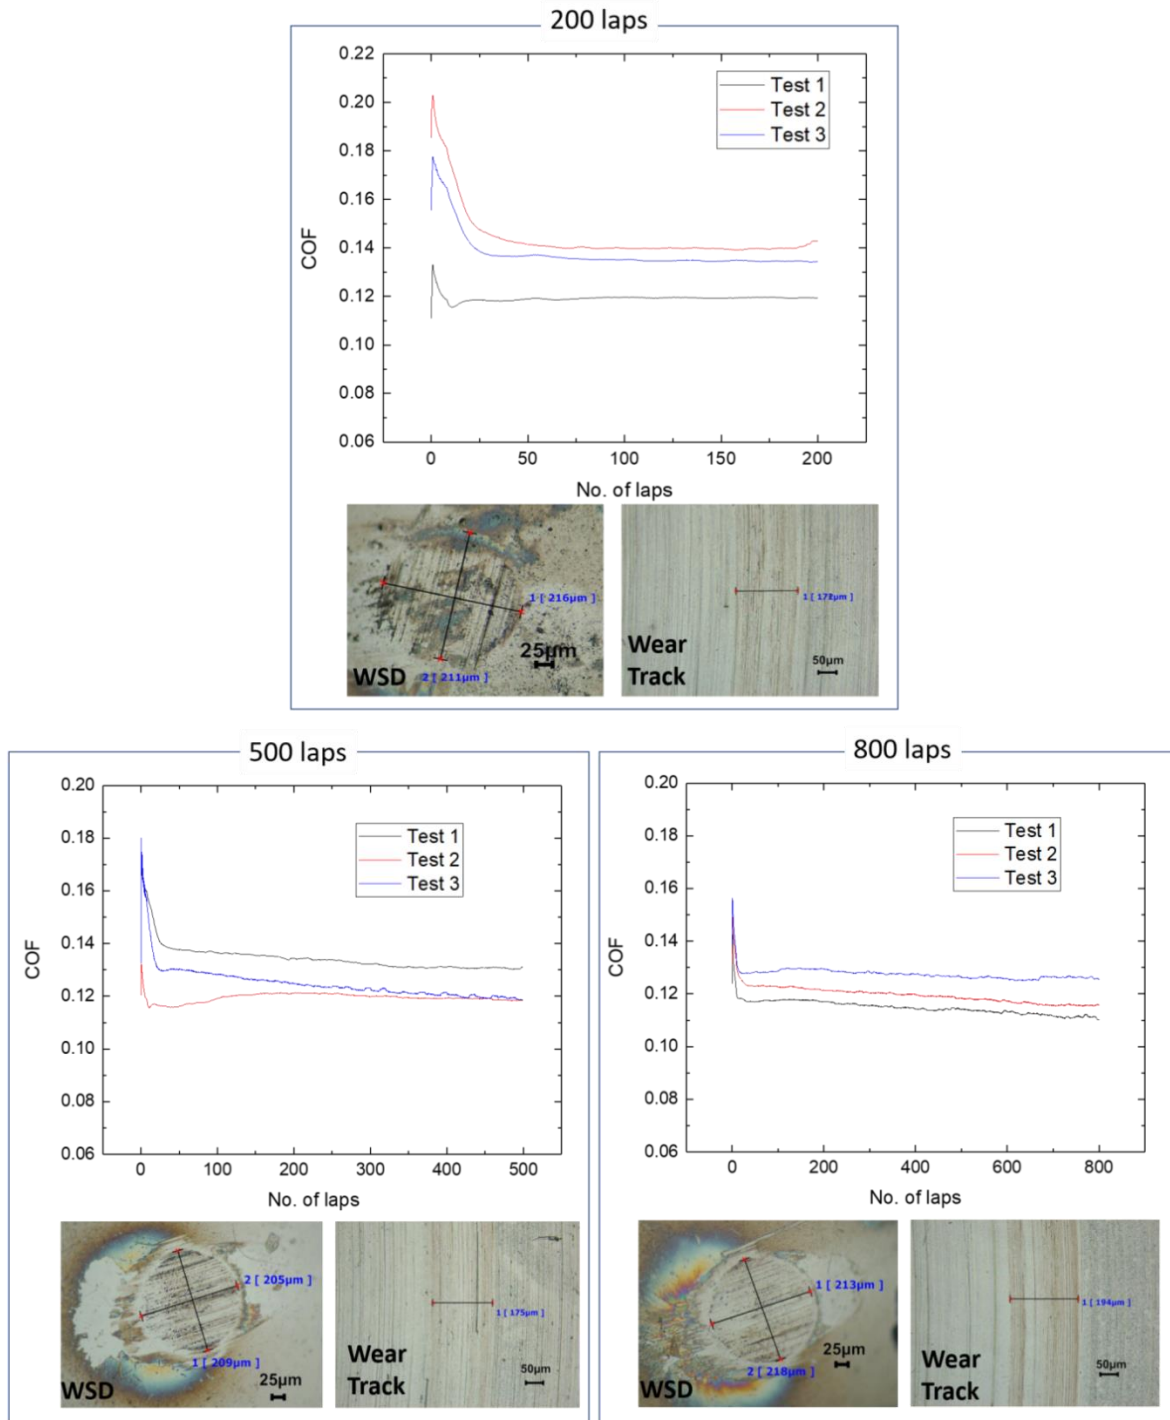 200 laps
0.22
0.20
0.18
0.16
0.14
0.12
0.10
0.08
0.06
COF
Test 1
Test 2
Test 3
0
50
100
150
200
No. of laps
1 [ 216µm ]
25µm
2 [ 211µm ]
WSD
Wear
Track
50µm
500 laps
0.20
0.18
0.16
0.14
0.12
0.10
0.08
0.06
COF
Test 1
Test 2
Test 3
0
100
200
300
400
500
No. of laps
2 [ 205µm ]
1 [ 209µm ]
25µm
WSD
1 [ 175µm ]
Wear
Track
50µm
800 laps
0.20
0.18
0.16
0.14
0.12
0.10
0.08
0.06
COF
Test 1
Test 2
Test 3
0
200
400
600
800
No. of laps
1 [ 213µm ]
2 [ 218µm ]
25µm
WSD
1 [ 194µm ]
Wear
Track
50µm